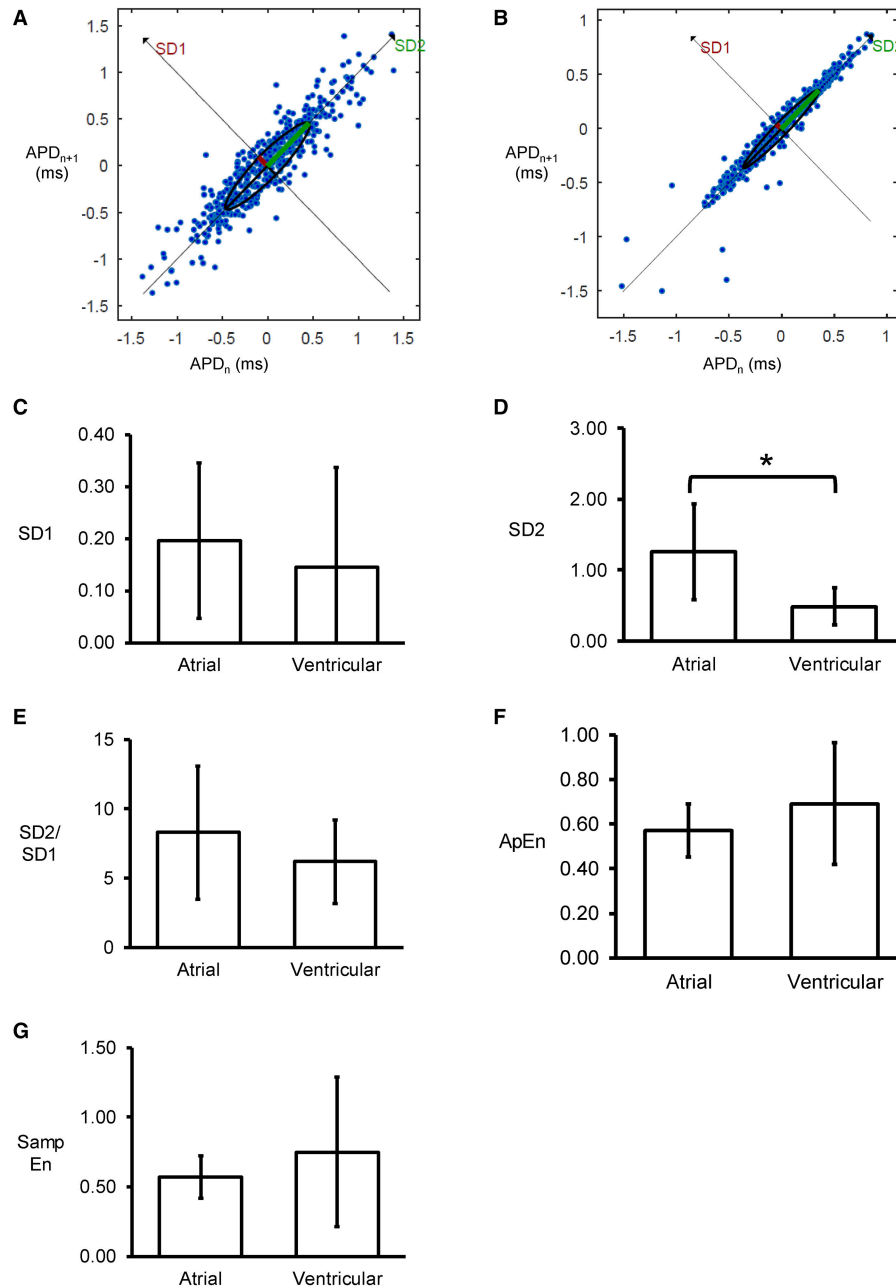 A
1.5
1
0.5
0
-0.5
-1
-1.5
APDn+1
(ms)
SD1
SD2
-1.5 -1 -0.5 0 0.5 1 1.5
APDn (ms)
B
1
0.5
0
-0.5
-1
-1.5
APDn+1
(ms)
SD1
SD2
-1.5 -1 -0.5 0 0.5 1
APDn (ms)
C
0.40
0.30
0.20
0.10
0.00
SD1
Atrial Ventricular
D
3.00
2.00
1.00
0.00
SD2
*
Atrial Ventricular
E
15
10
5
0
SD2/
SD1
Atrial Ventricular
F
1.00
0.80
0.60
0.40
0.20
0.00
ApEn
Atrial Ventricular
G
1.50
1.00
0.50
0.00
Samp
En
Atrial Ventricular